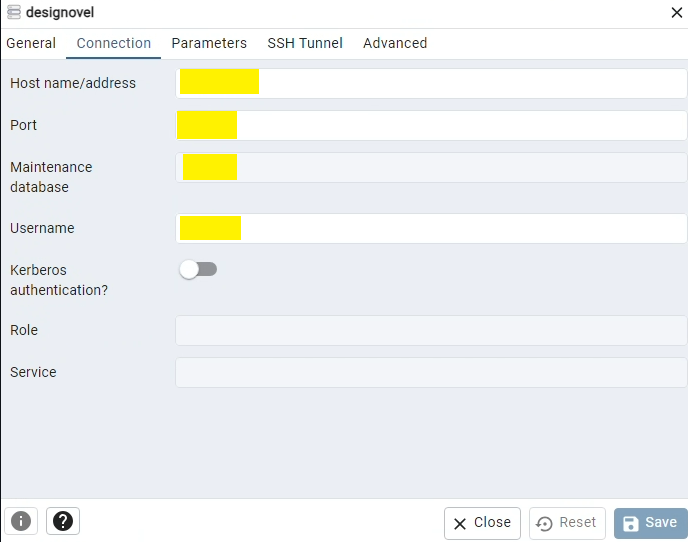 designovel
General Connection Parameters SSH Tunnel Advanced
Host name/address
Port
Maintenance
database
Username
Kerberos
authentication?
Role
Service
Close Reset Save